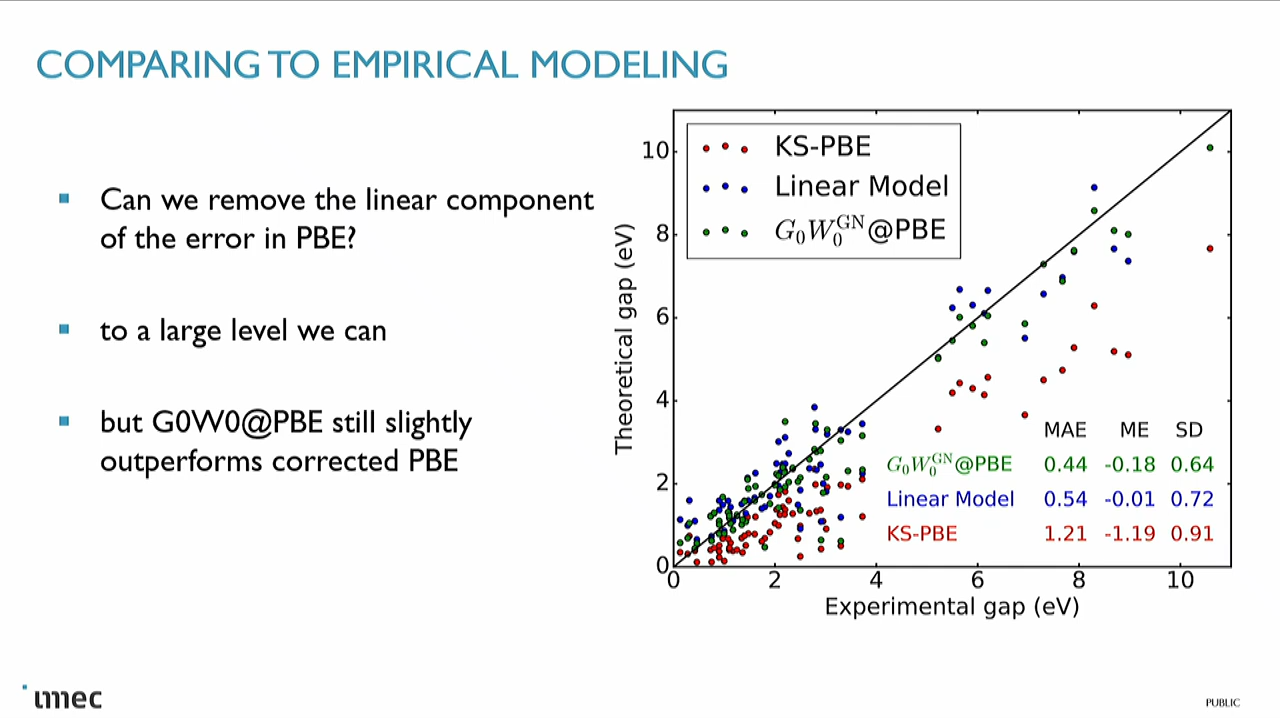 COMPARING TO EMPIRICAL MODELING
Can we remove the linear component
of the error in PBE?
to a large level we can
but G0W0@PBE still slightly
outperforms corrected PBE
KS-PBE
Linear Model
G₀W₀ᴳᴺ@PBE
Theoretical gap (eV)
10
8
6
4
2
0
0 2 4 6 8 10
Experimental gap (eV)
MAE ME SD
G₀W₀ᴳᴺ@PBE 0.44 -0.18 0.64
Linear Model 0.54 -0.01 0.72
KS-PBE 1.21 -1.19 0.91
imec
PUBLIC